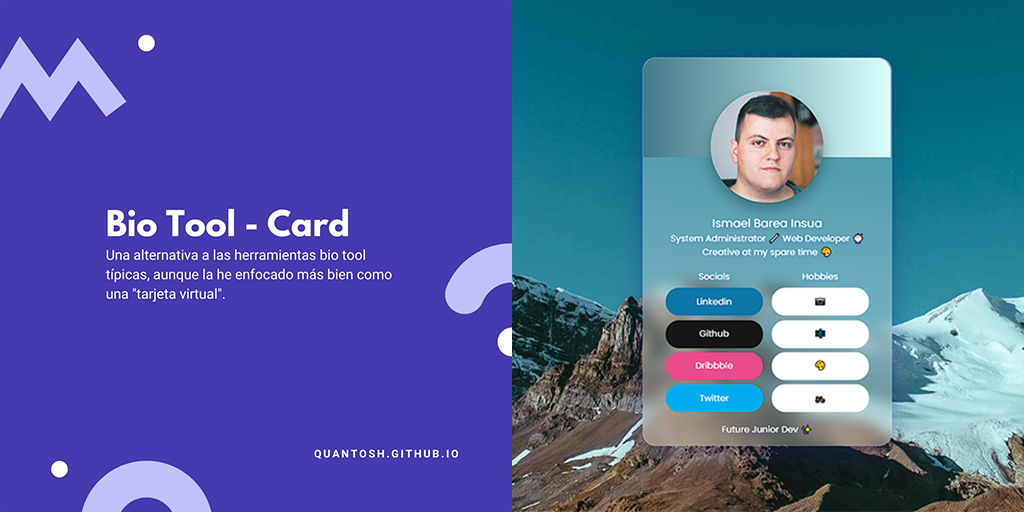 Bio Tool - Card
Una alternativa a las herramientas bio tool
típicas, aunque la he enfocado más bien como
una "tarjeta virtual".
QUANTOSH.GITHUB.IO
Ismael Barea Insua
System Administrator 🧪 Web Developer 👨🏻‍💻
Creative at my spare time 🎨
Socials
Hobbies
Linkedin
Github
Dribbble
Twitter
Future Junior Dev